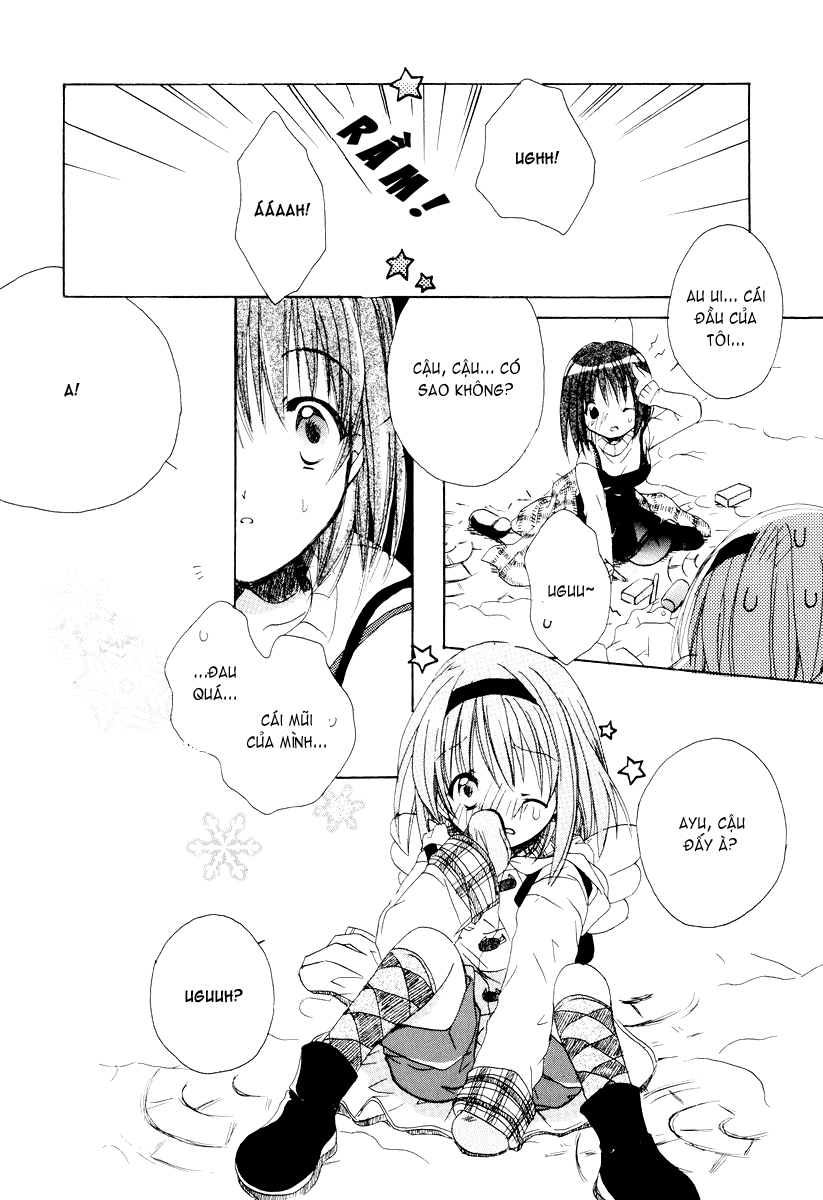 UGHH!
RẦM!
ÁÁAAH!
AU UI... CÁI
ĐẦU CỦA
TÔI...
CẬU, CẬU... CÓ
SAO KHÔNG?
UGUU~
A!
...ĐAU
QUÁ...
CÁI MŨI
CỦA MÌNH...
AYU, CẬU
ĐẤY À?
UGUUH?